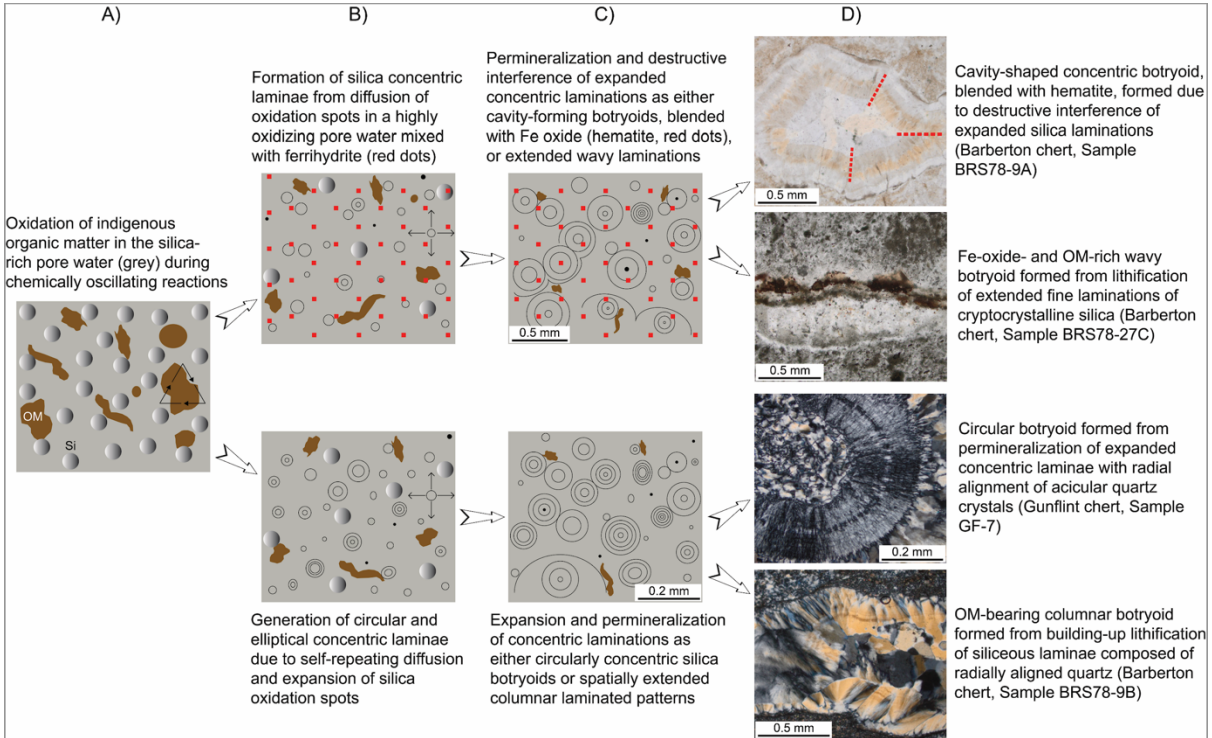 A)
B)
C)
D)
Oxidation of indigenous
organic matter in the silica-
rich pore water (grey) during
chemically oscillating reactions
OM
Si
Formation of silica concentric
laminae from diffusion of
oxidation spots in a highly
oxidizing pore water mixed
with ferrihydrite (red dots)
Permineralization and destructive
interference of expanded
concentric laminations as either
cavity-forming botryoids, blended
with Fe oxide (hematite, red dots),
or extended wavy laminations
0.5 mm
0.5 mm
Cavity-shaped concentric botryoid,
blended with hematite, formed due
to destructive interference of
expanded silica laminations
(Barberton chert, Sample
BRS78-9A)
0.5 mm
Fe-oxide- and OM-rich wavy
botryoid formed from lithification
of extended fine laminations of
cryptocrystalline silica (Barberton
chert, Sample BRS78-27C)
Generation of circular and
elliptical concentric laminae
due to self-repeating diffusion
and expansion of silica
oxidation spots
0.2 mm
Expansion and permineralization
of concentric laminations as
either circularly concentric silica
botryoids or spatially extended
columnar laminated patterns
0.2 mm
Circular botryoid formed from
permineralization of expanded
concentric laminae with radial
alignment of acicular quartz
crystals (Gunflint chert, Sample
GF-7)
0.5 mm
OM-bearing columnar botryoid
formed from building-up lithification
of siliceous laminae composed of
radially aligned quartz (Barberton
chert, Sample BRS78-9B)